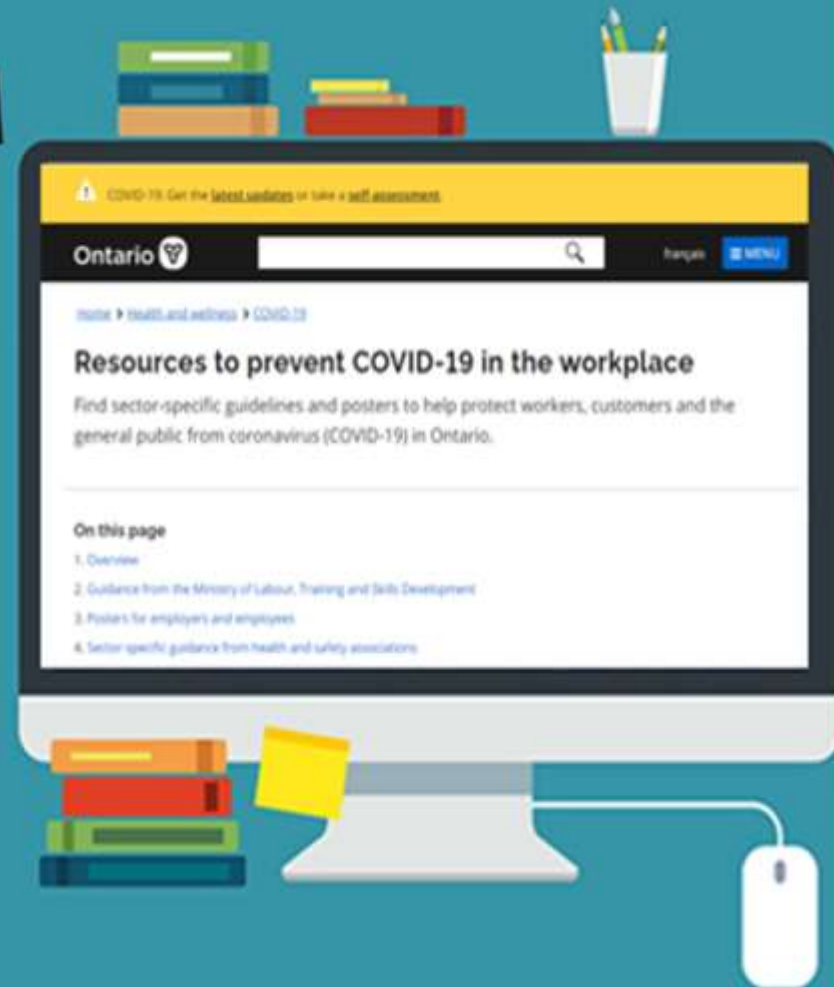 COVID-19: Get the latest updates or take a self assessment.
Ontario
français MENU
Home Health and wellness COVID-19
Resources to prevent COVID-19 in the workplace
Find sector-specific guidelines and posters to help protect workers, customers and the
general public from coronavirus (COVID-19) in Ontario.
On this page
1. Overview
2. Guidance from the Ministry of Labour, Training and Skills Development
3. Posters for employers and employees
4. Sector specific guidance from health and safety associations